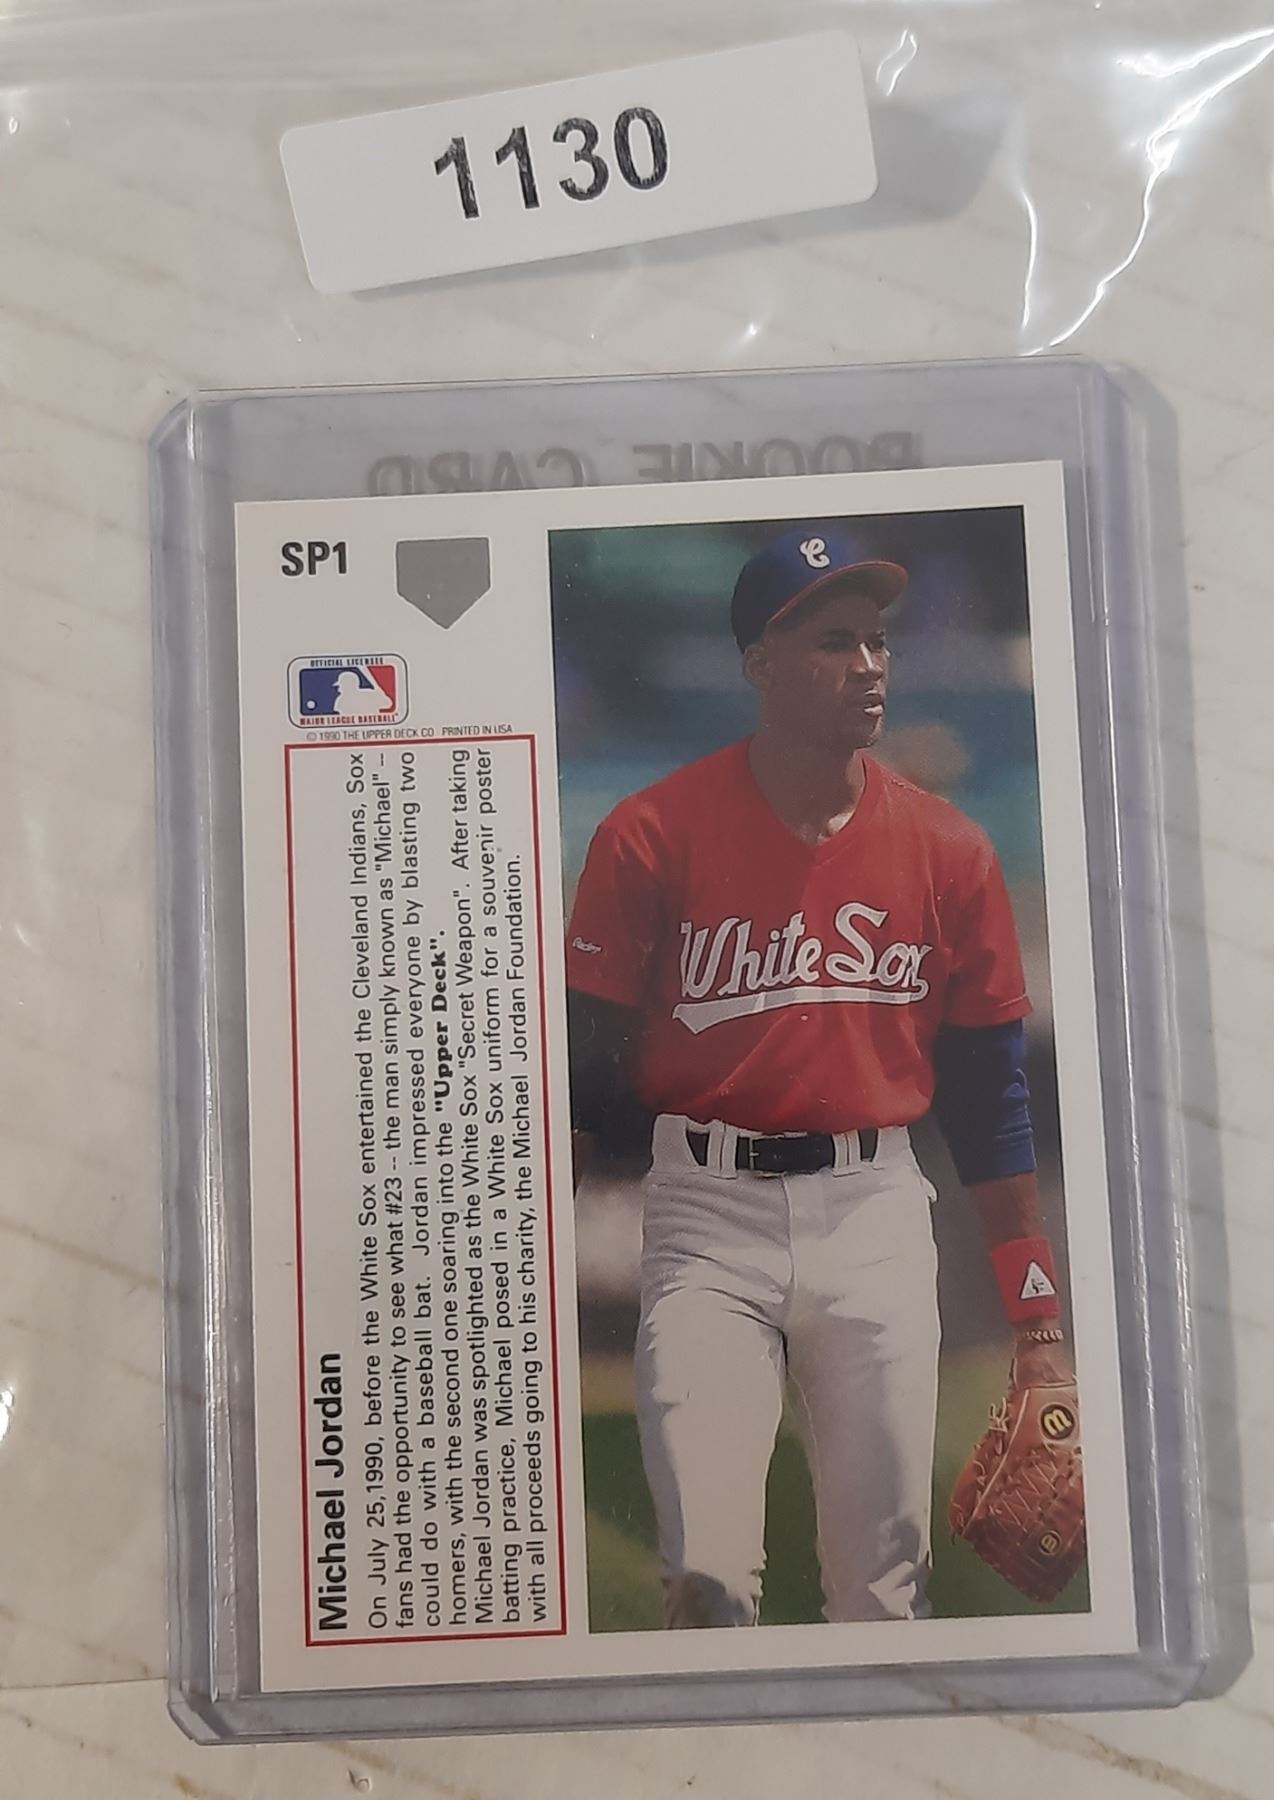 1130
ROOKIE CARD
SP1
OFFICIAL LICENSEE
MAJOR LEAGUE BASEBALL
© 1990 THE UPPER DECK CO. PRINTED IN USA
Michael Jordan
On July 25,1990, before the White Sox entertained the Cleveland Indians, Sox
fans had the opportunity to see what #23 -- the man simply known as "Michael" --
could do with a baseball bat. Jordan impressed everyone by blasting two
homers, with the second one soaring into the "Upper Deck".
Michael Jordan was spotlighted as the White Sox "Secret Weapon". After taking
batting practice, Michael posed in a White Sox uniform for a souvenir poster
with all proceeds going to his charity, the Michael Jordan Foundation.
C
Rawlings
White Sox